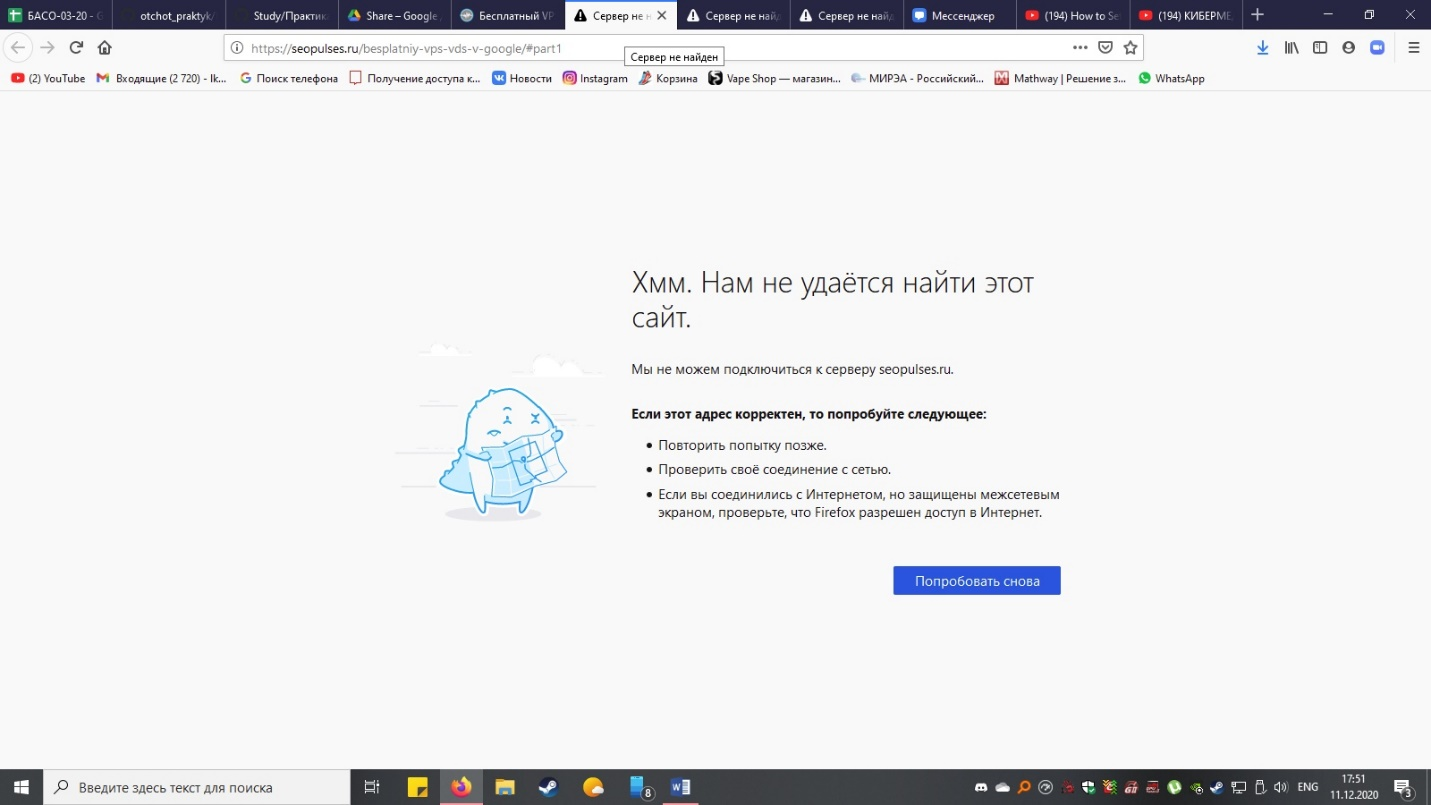 БАСО-03-20 - G
otchot_praktyk/
Study/Практик
Share – Google
Бесплатный VP
Сервер не н
Сервер не най
Сервер не най
Мессенджер
(194) How to Se
(194) КИБЕРМЕ
https://seopulses.ru/besplatniy-vps-vds-v-google/#part1
Сервер не найден
(2) YouTube
Входящие (2 720) - Ik...
Поиск телефона
Получение доступа к...
Новости
Instagram
Корзина
Vape Shop — магазин...
МИРЭА - Российский...
Mathway | Решение з...
WhatsApp
Хмм. Нам не удаётся найти этот
сайт.
Мы не можем подключиться к серверу seopulses.ru.
Если этот адрес корректен, то попробуйте следующее:
Повторить попытку позже.
Проверить своё соединение с сетью.
Если вы соединились с Интернетом, но защищены межсетевым
экраном, проверьте, что Firefox разрешен доступ в Интернет.
Попробовать снова
Введите здесь текст для поиска
8
ENG
17:51
11.12.2020
3